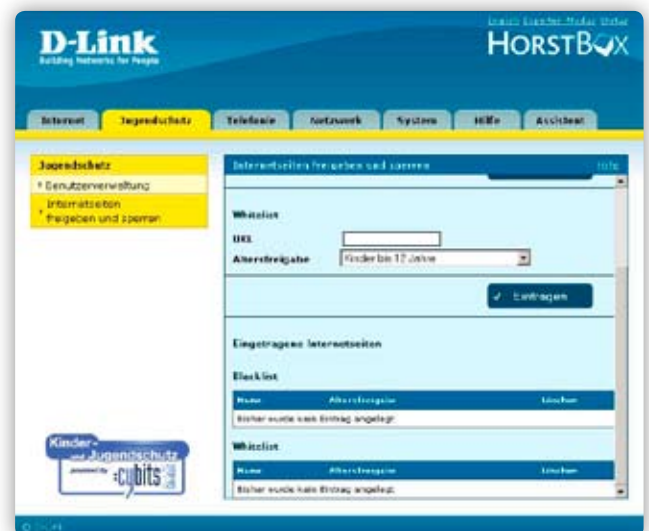 D-Link
Building Networks for People
HORSTBOX
Internet Jugendschutz Telefonie Netzwerk System Hilfe Assistent
Jugendschutz
Benutzerverwaltung
Internetseiten
freigeben und sperren
Internetseiten freigeben und sperren
Hilfe
Whitelist
URL
Altersfreigabe Kinder bis 12 Jahre
Eintragen
Eingetragene Internetseiten
Blacklist
Name Altersfreigabe Löschen
Bisher wurde kein Eintrag angelegt
Whitelist
Name Altersfreigabe Löschen
Bisher wurde kein Eintrag angelegt
Kinder-
und Jugendschutz
powered by cybits